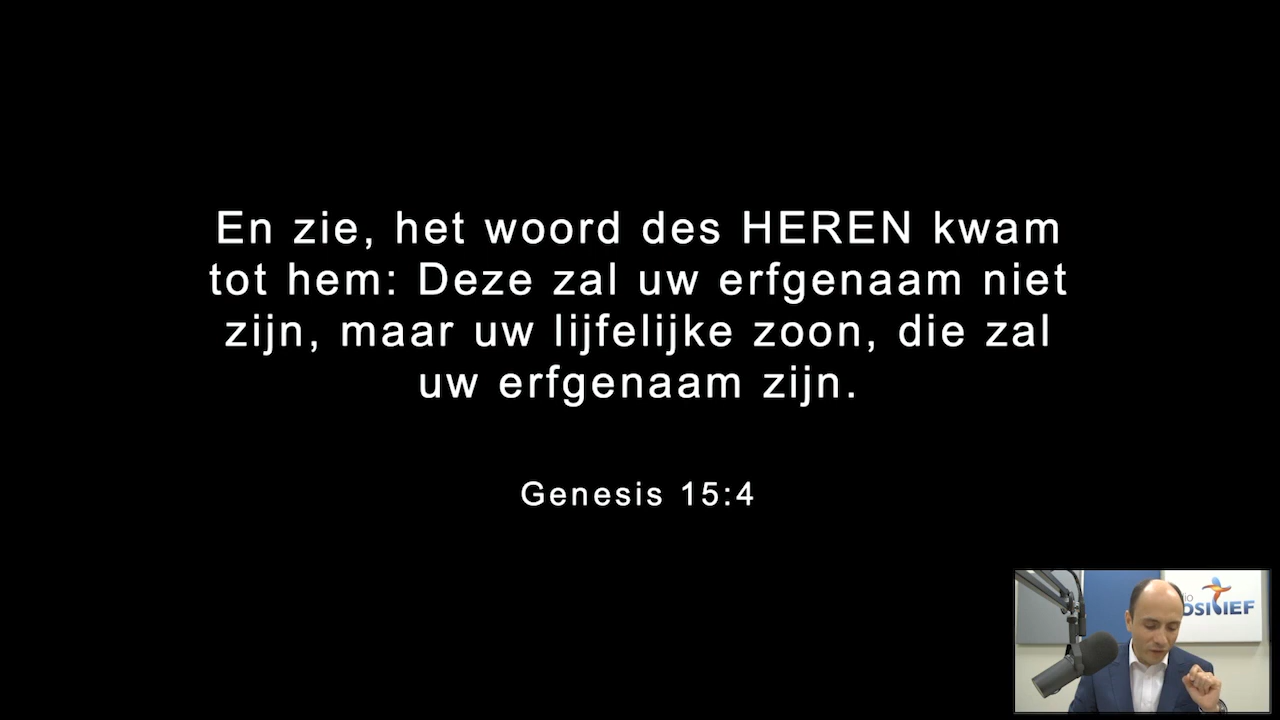 En zie, het woord des HEREN kwam
tot hem: Deze zal uw erfgenaam niet
zijn, maar uw lijfelijke zoon, die zal
uw erfgenaam zijn.
Genesis 15:4